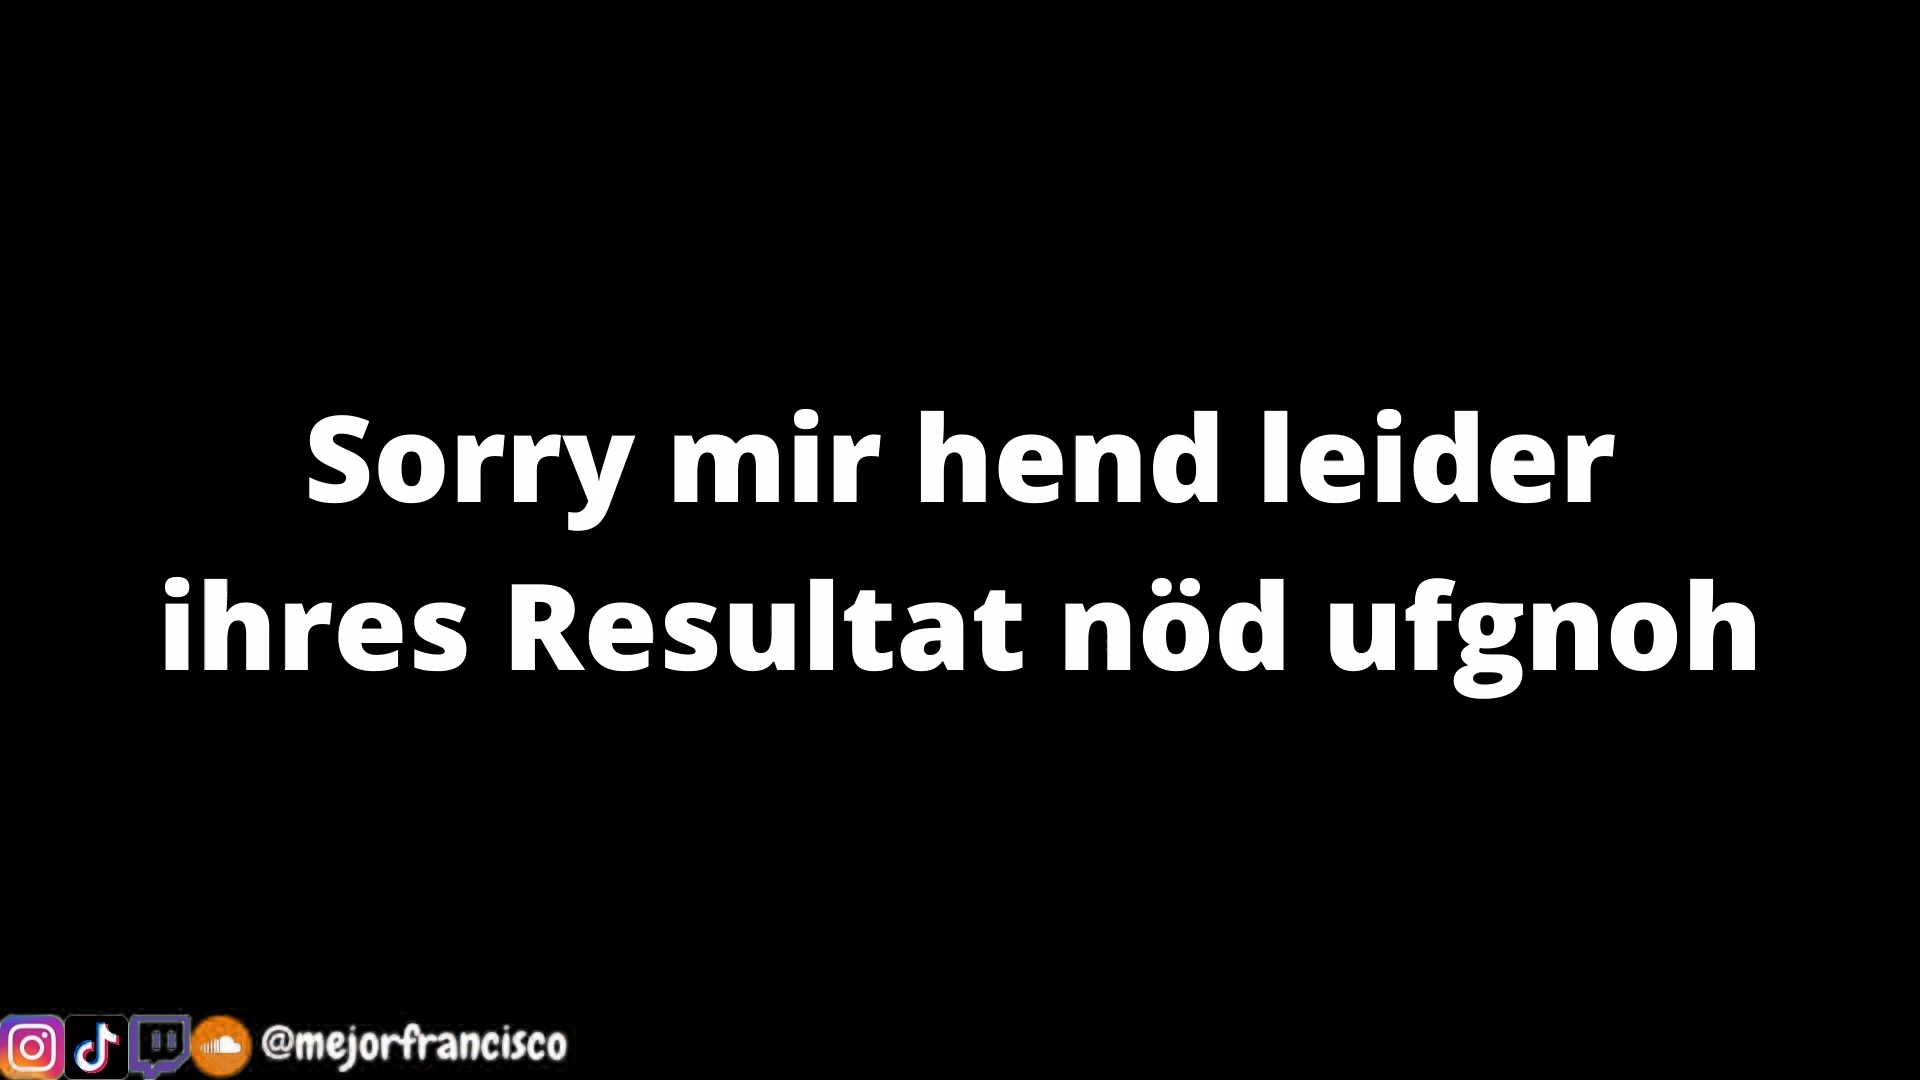 Sorry mir hend leider
ihres Resultat nöd ufgnoh
@mejorfrancisco